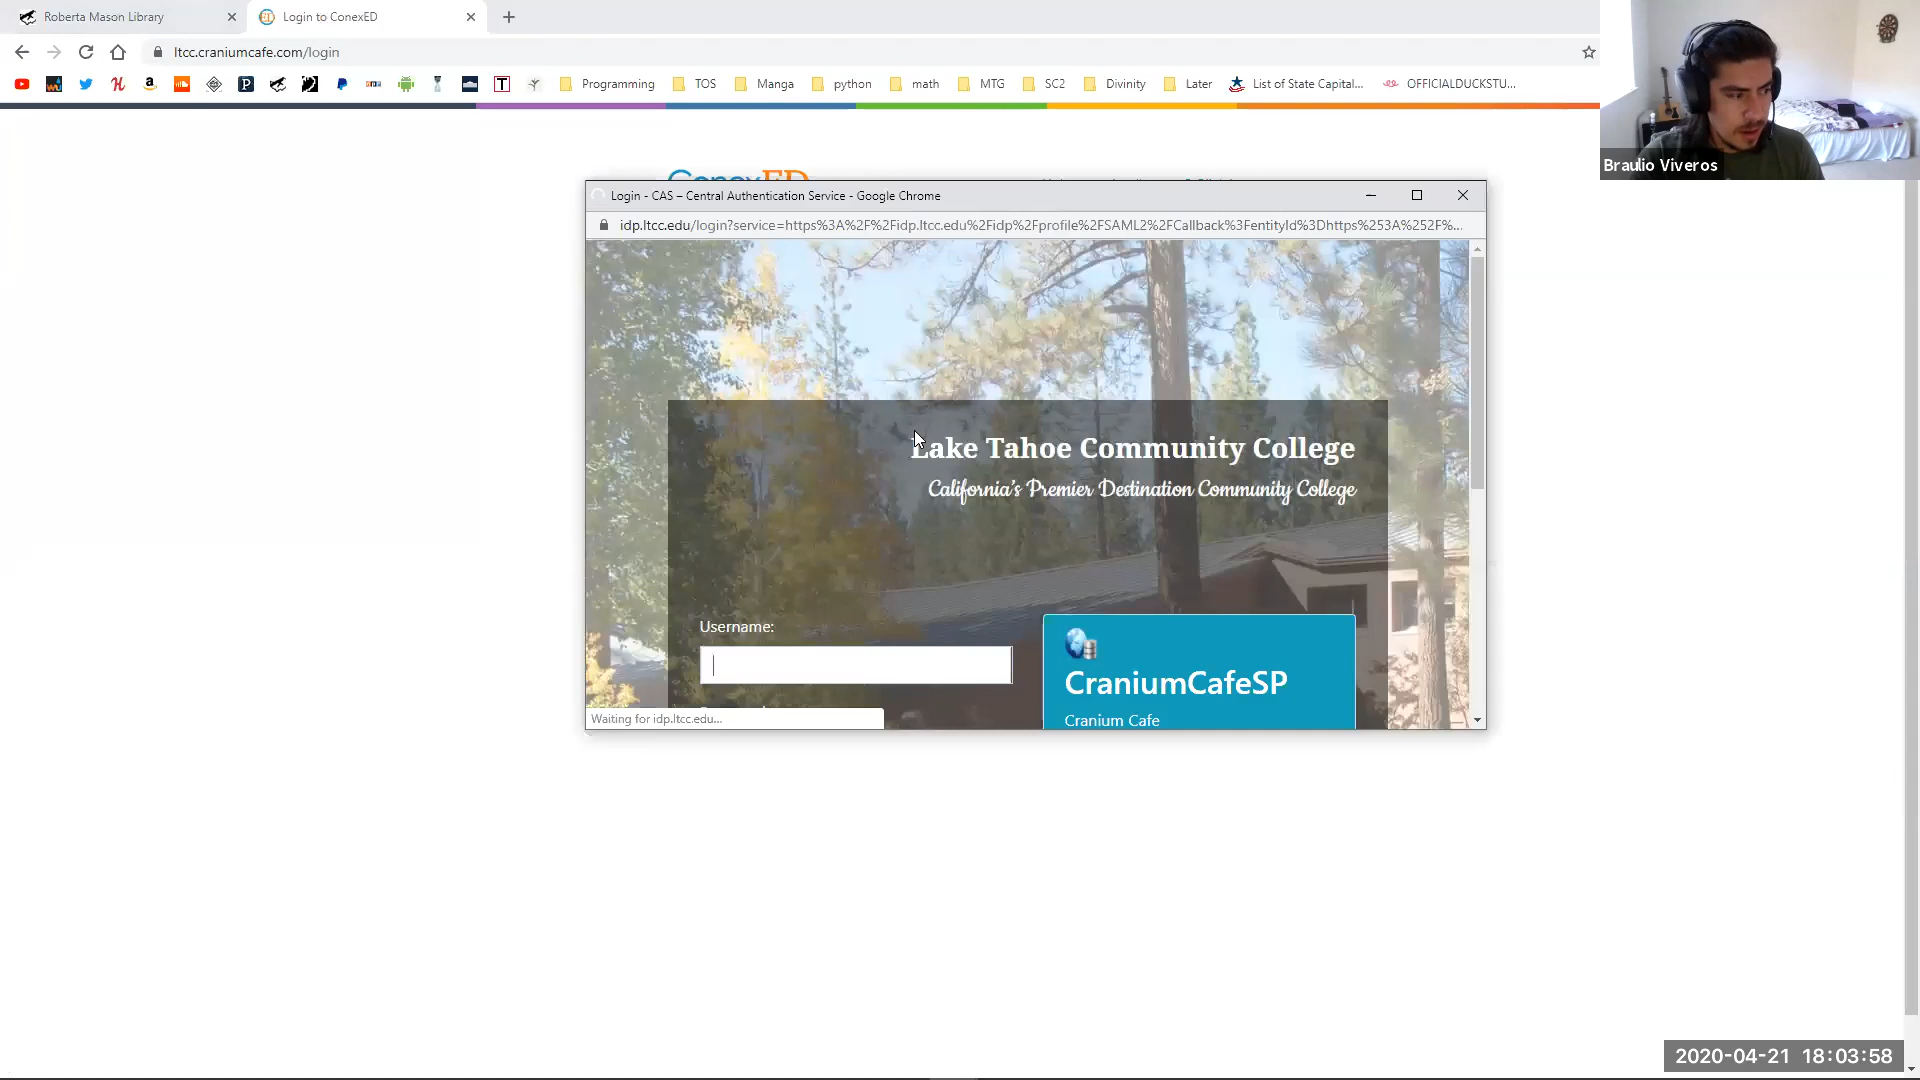 Roberta Mason Library
Login to ConexED
ltcc.craniumcafe.com/login
Programming
TOS
Manga
python
math
MTG
SC2
Divinity
Later
List of State Capital...
OFFICIALDUCKSTU...
Braulio Viveros
ConexED
Login - CAS – Central Authentication Service - Google Chrome
idp.ltcc.edu/login?service=https%3A%2F%2Fidp.ltcc.edu%2Fidp%2Fprofile%2FSAML2%2FCallback%3FentityId%3Dhttps%253A%252F%...
Lake Tahoe Community College
California's Premier Destination Community College
Username:
CraniumCafeSP
Cranium Cafe
Waiting for idp.ltcc.edu...
2020-04-21 18:03:58